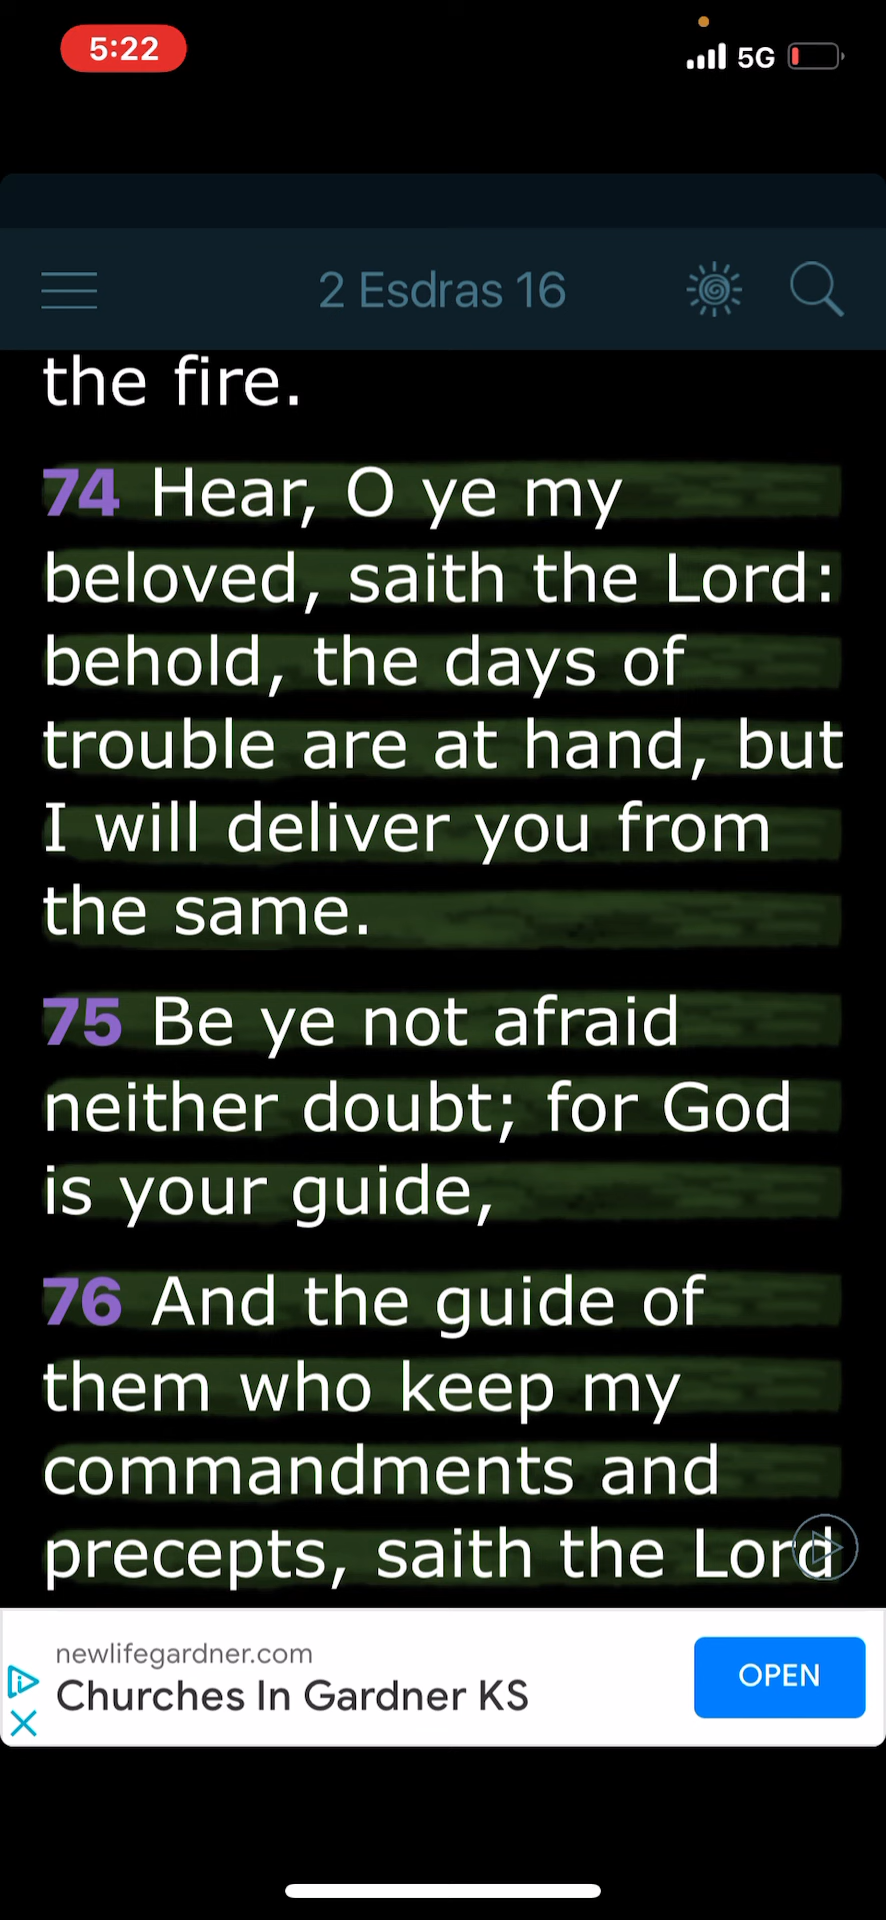 5:22
5G
2 Esdras 16
the fire.
74 Hear, O ye my
beloved, saith the Lord:
behold, the days of
trouble are at hand, but
I will deliver you from
the same.
75 Be ye not afraid
neither doubt; for God
is your guide,
76 And the guide of
them who keep my
commandments and
precepts, saith the Lord
newlifegardner.com
Churches In Gardner KS
OPEN